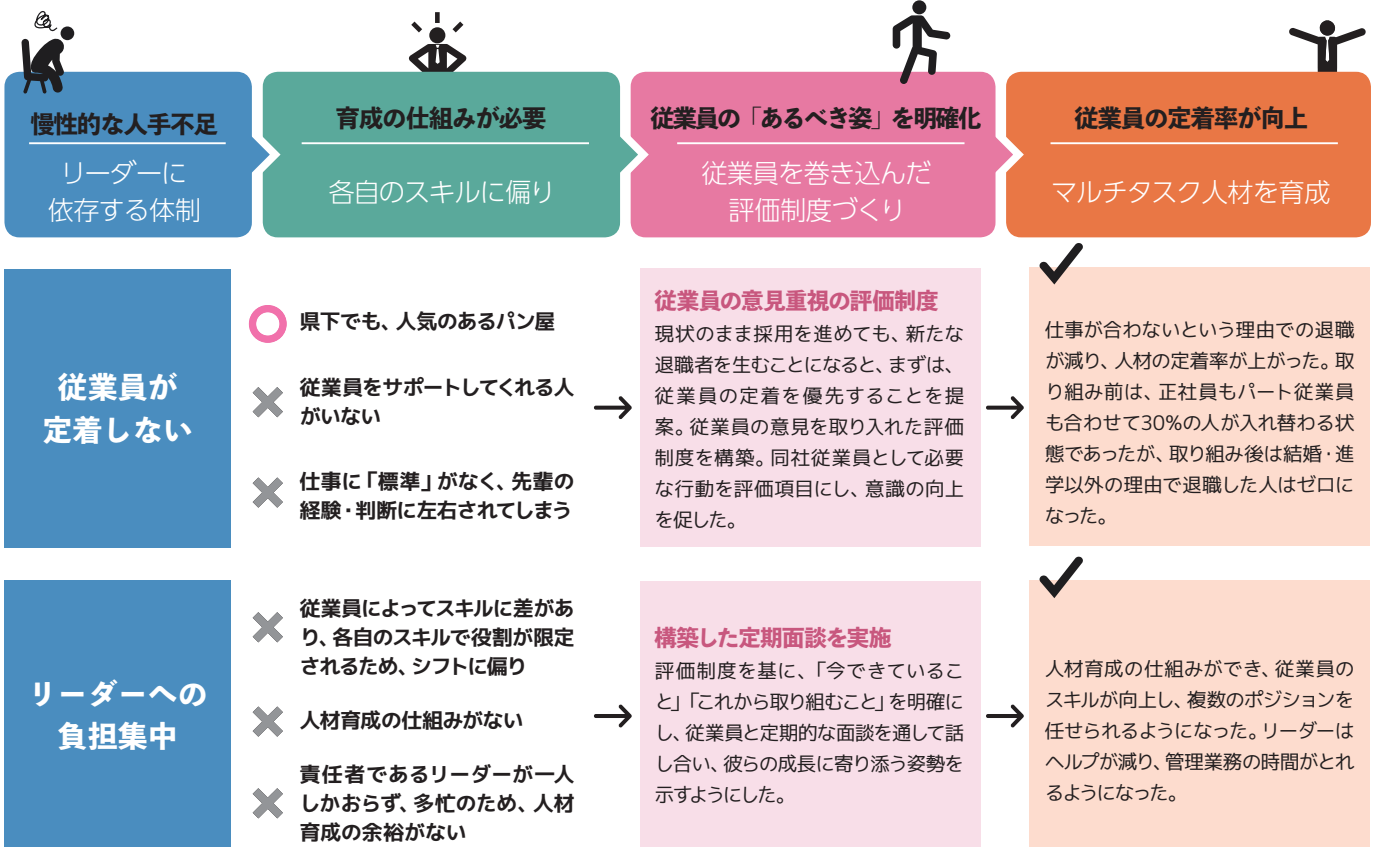 慢性的な人手不足
リーダーに
依存する体制
育成の仕組みが必要
各自のスキルに偏り
従業員の「あるべき姿」を明確化
従業員を巻き込んだ
評価制度づくり
従業員の定着率が向上
マルチタスク人材を育成
従業員が
定着しない
県下でも、人気のあるパン屋
従業員をサポートしてくれる人
がいない
仕事に「標準」がなく、先輩の
経験・判断に左右されてしまう
従業員の意見重視の評価制度
現状のまま採用を進めても、新たな
退職者を生むことになると、まずは、
従業員の定着を優先することを提
案。従業員の意見を取り入れた評価
制度を構築。同社従業員として必要
な行動を評価項目にし、意識の向上
を促した。
仕事が合わないという理由での退職
が減り、人材の定着率が上がった。取
り組み前は、正社員もパート従業員
も合わせて30%の人が入れ替わる状
態であったが、取り組み後は結婚・進
学以外の理由で退職した人はゼロに
なった。
リーダーへの
負担集中
従業員によってスキルに差があ
り、各自のスキルで役割が限定
されるため、シフトに偏り
人材育成の仕組みがない
責任者であるリーダーが一人
しかおらず、多忙のため、人材
育成の余裕がない
構築した定期面談を実施
評価制度を基に、「今できているこ
と」「これから取り組むこと」を明確に
し、従業員と定期的な面談を通して話
し合い、彼らの成長に寄り添う姿勢を
示すようにした。
人材育成の仕組みができ、従業員の
スキルが向上し、複数のポジションを
任せられるようになった。リーダーは
ヘルプが減り、管理業務の時間がとれ
るようになった。